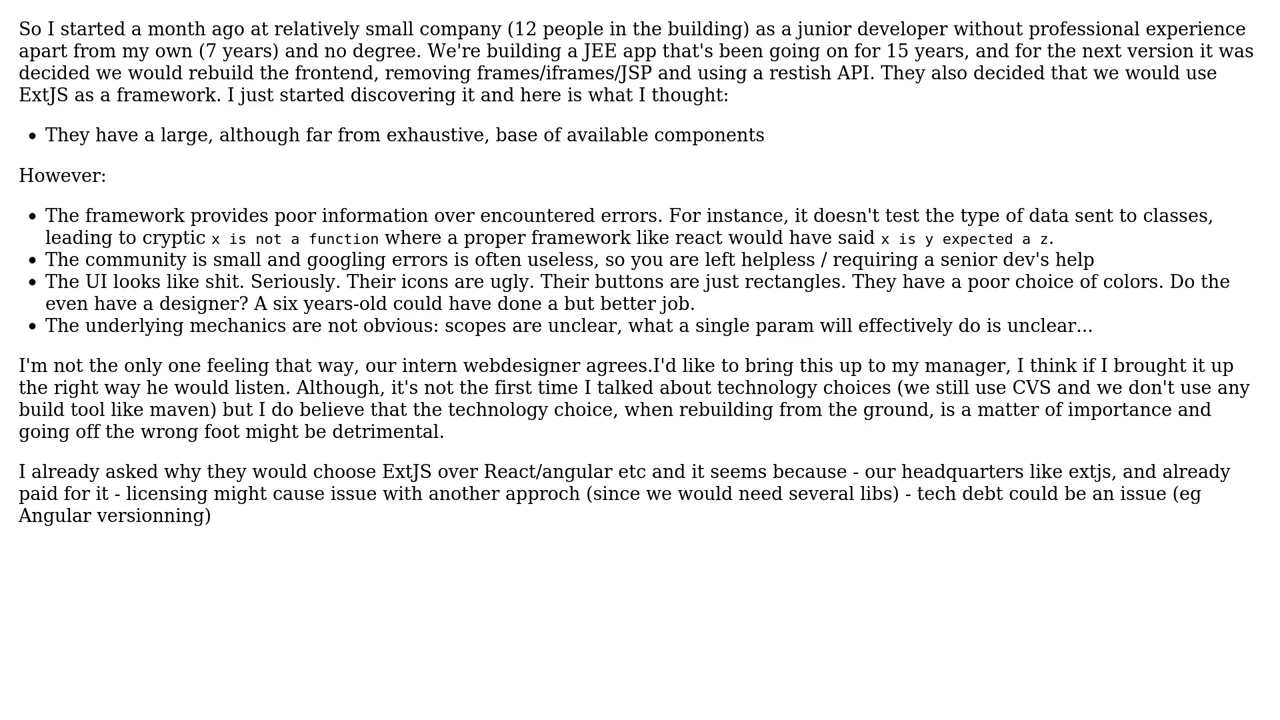 So I started a month ago at relatively small company (12 people in the building) as a junior developer without professional experience
apart from my own (7 years) and no degree. We're building a JEE app that's been going on for 15 years, and for the next version it was
decided we would rebuild the frontend, removing frames/iframes/JSP and using a restish API. They also decided that we would use
ExtJS as a framework. I just started discovering it and here is what I thought:
• They have a large, although far from exhaustive, base of available components
However:
• The framework provides poor information over encountered errors. For instance, it doesn't test the type of data sent to classes,
leading to cryptic x is not a function where a proper framework like react would have said x is y expected a z.
• The community is small and googling errors is often useless, so you are left helpless / requiring a senior dev's help
• The UI looks like shit. Seriously. Their icons are ugly. Their buttons are just rectangles. They have a poor choice of colors. Do the
even have a designer? A six years-old could have done a but better job.
• The underlying mechanics are not obvious: scopes are unclear, what a single param will effectively do is unclear...
I'm not the only one feeling that way, our intern webdesigner agrees.I'd like to bring this up to my manager, I think if I brought it up
the right way he would listen. Although, it's not the first time I talked about technology choices (we still use CVS and we don't use any
build tool like maven) but I do believe that the technology choice, when rebuilding from the ground, is a matter of importance and
going off the wrong foot might be detrimental.
I already asked why they would choose ExtJS over React/angular etc and it seems because - our headquarters like extjs, and already
paid for it - licensing might cause issue with another approch (since we would need several libs) - tech debt could be an issue (eg
Angular versionning)